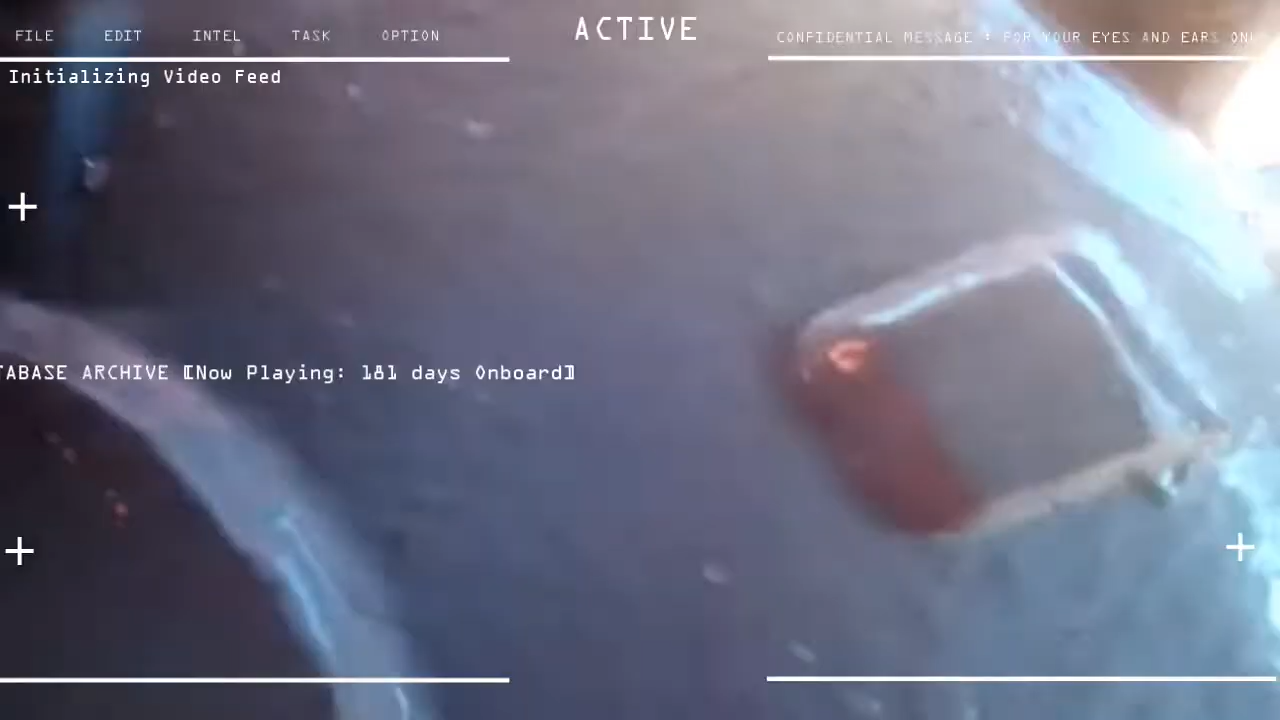 FILE EDIT INTEL TASK OPTION
ACTIVE
CONFIDENTIAL MESSAGE : FOR YOUR EYES AND EARS ONL
Initializing Video Feed
TABASE ARCHIVE [Now Playing: 181 days Onboard]